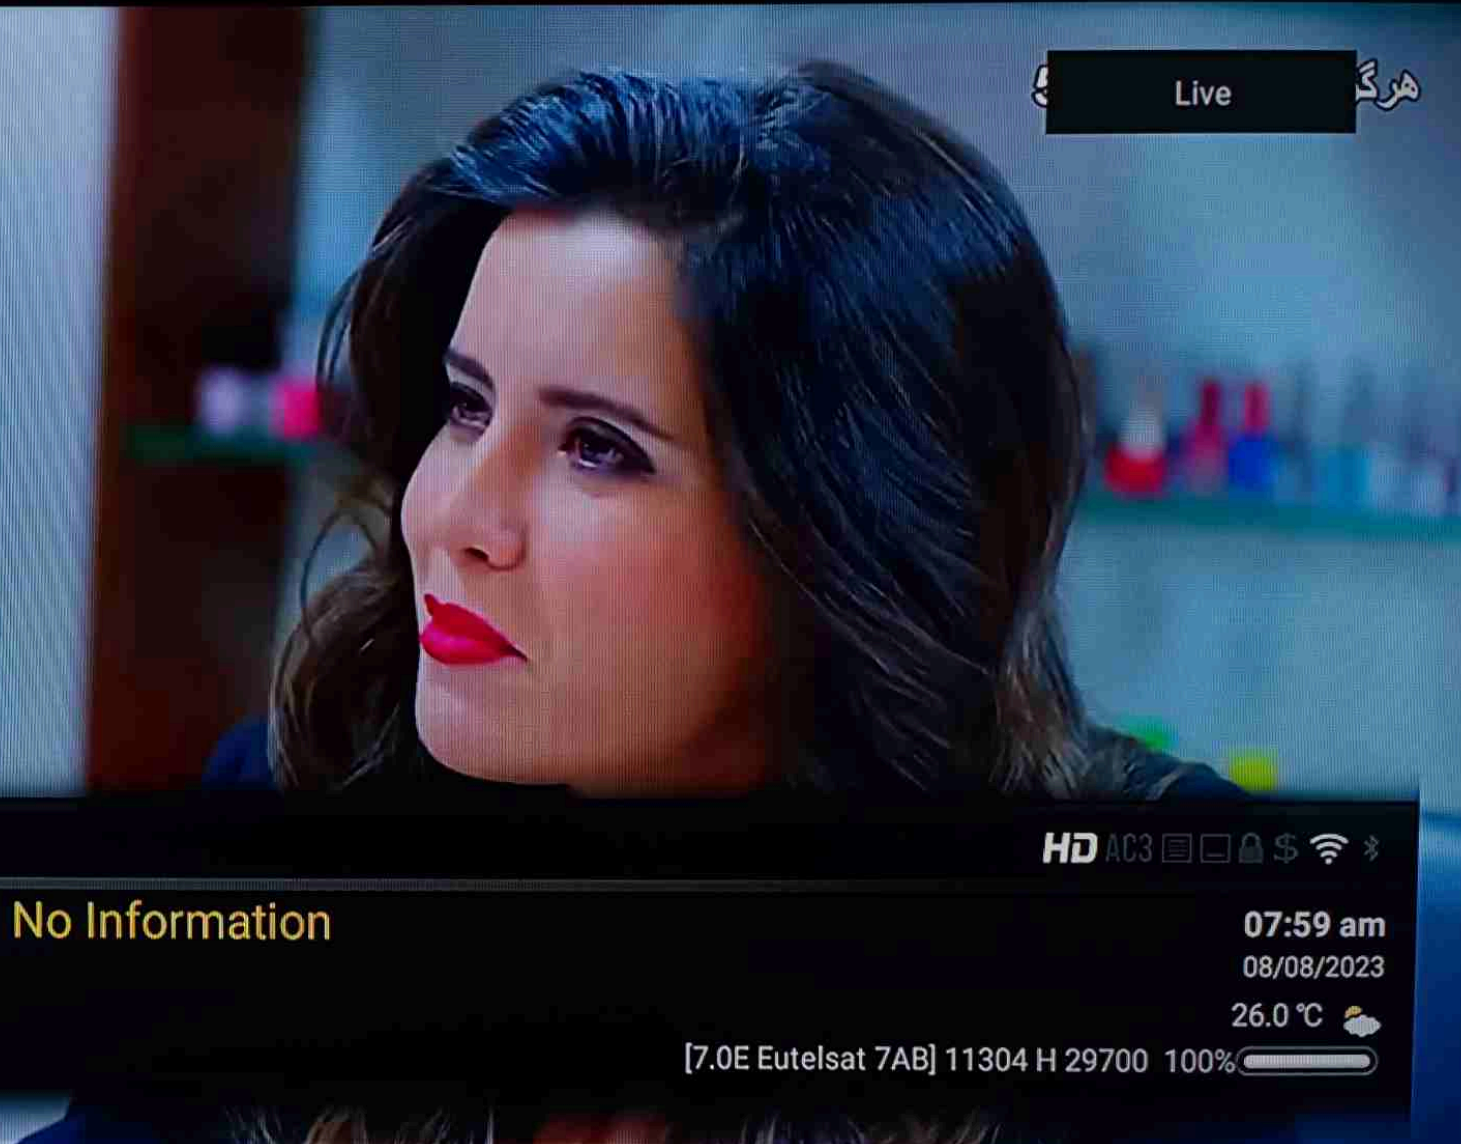 Live
HD AC3 $
No Information
07:59 am
08/08/2023
26.0 °C
[7.0E Eutelsat 7AB] 11304 H 29700 100%